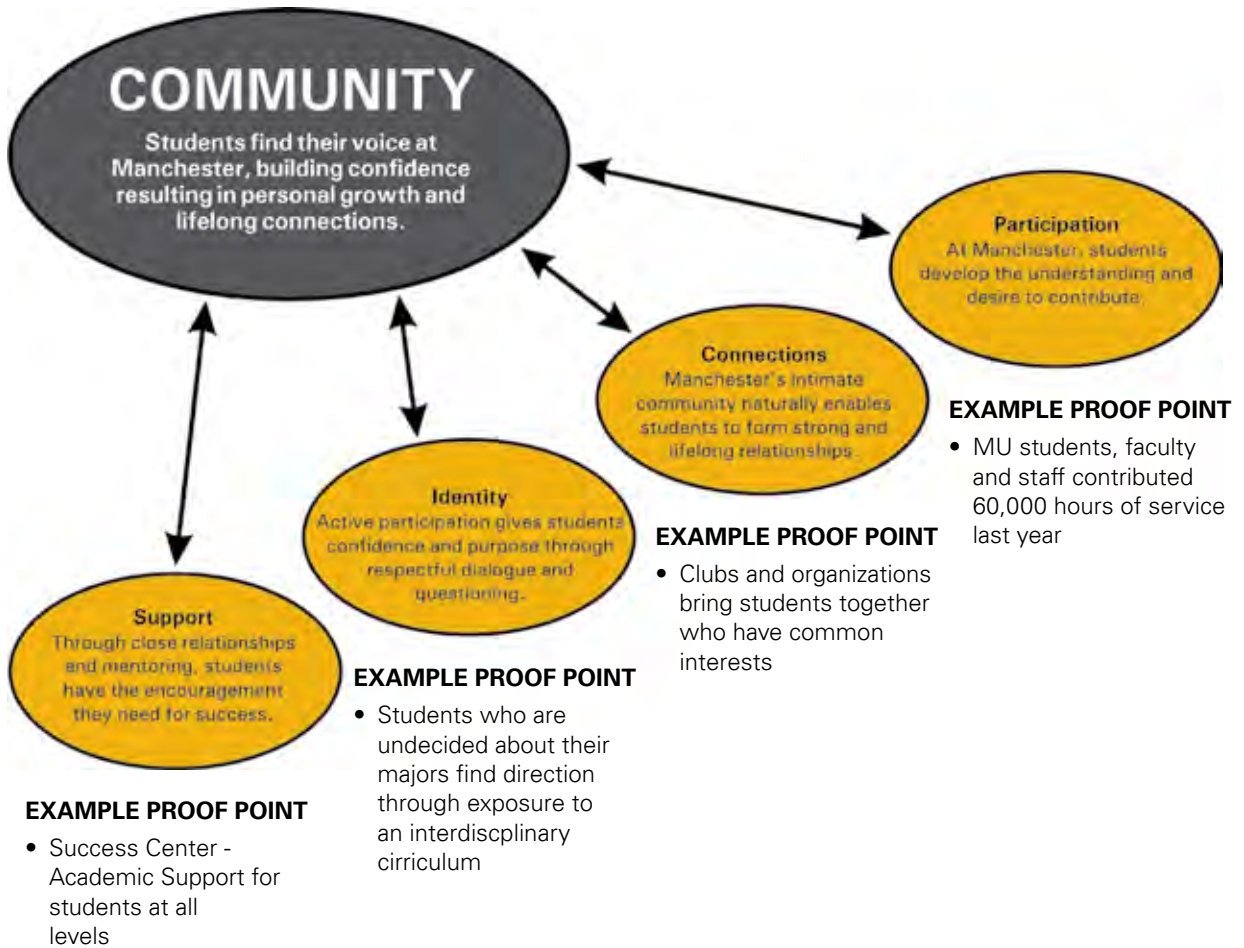 COMMUNITY
Students find their voice at
Manchester, building confidence
resulting in personal growth and
lifelong connections.
Participation
At Manchester, students
develop the understanding and
desire to contribute.
EXAMPLE PROOF POINT
• MU students, faculty
and staff contributed
60,000 hours of service
last year
Connections
Manchester's intimate
community naturally enables
students to form strong and
lifelong relationships.
EXAMPLE PROOF POINT
• Clubs and organizations
bring students together
who have common
interests
Identity
Active participation gives students
confidence and purpose through
respectful dialogue and
questioning.
EXAMPLE PROOF POINT
• Students who are
undecided about their
majors find direction
through exposure to
an interdiscplinary
cirriculum
Support
Through close relationships
and mentoring, students
have the encouragement
they need for success.
EXAMPLE PROOF POINT
• Success Center -
Academic Support for
students at all
levels